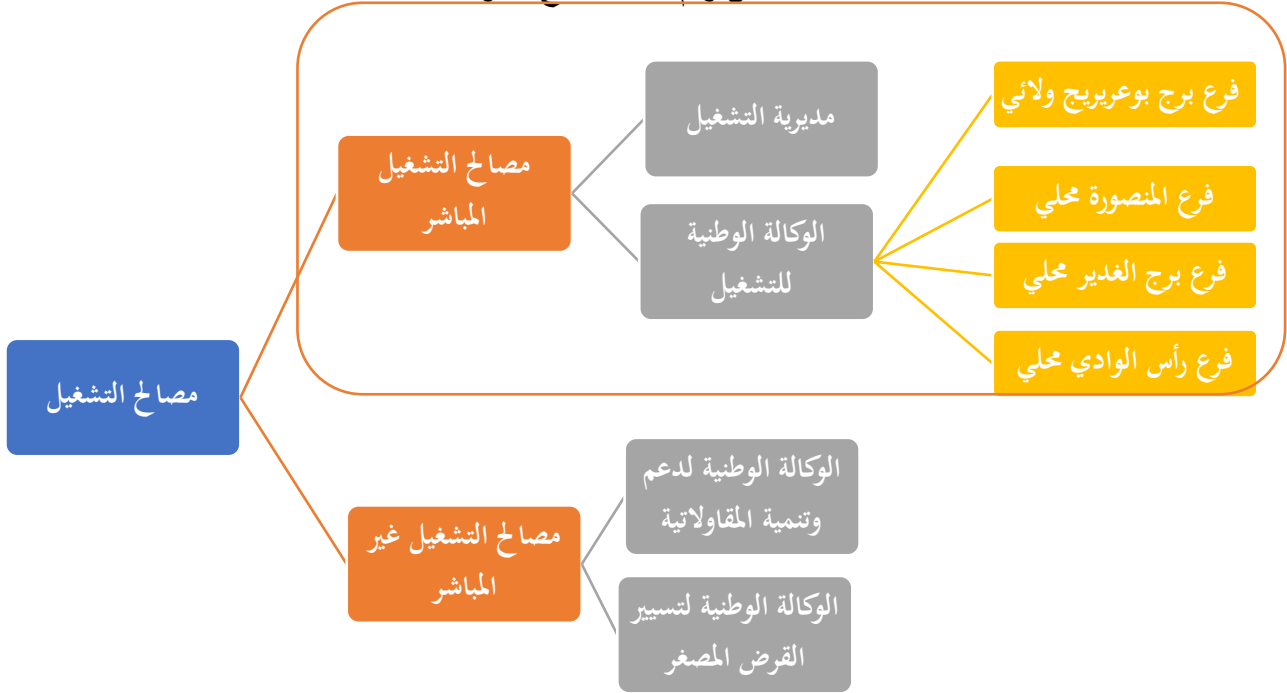 مصالح التشغيل
مصالح التشغيل
المباشر
مديرية التشغيل
الوكالة الوطنية
للتشغيل
فرع برج بوعريريج ولائي
فرع المنصورة محلي
فرع برج الغدير محلي
فرع رأس الوادي محلي
مصالح التشغيل غير
المباشر
الوكالة الوطنية لدعم
وتنمية المقاولاتية
الوكالة الوطنية لتسيير
القرض المصغر